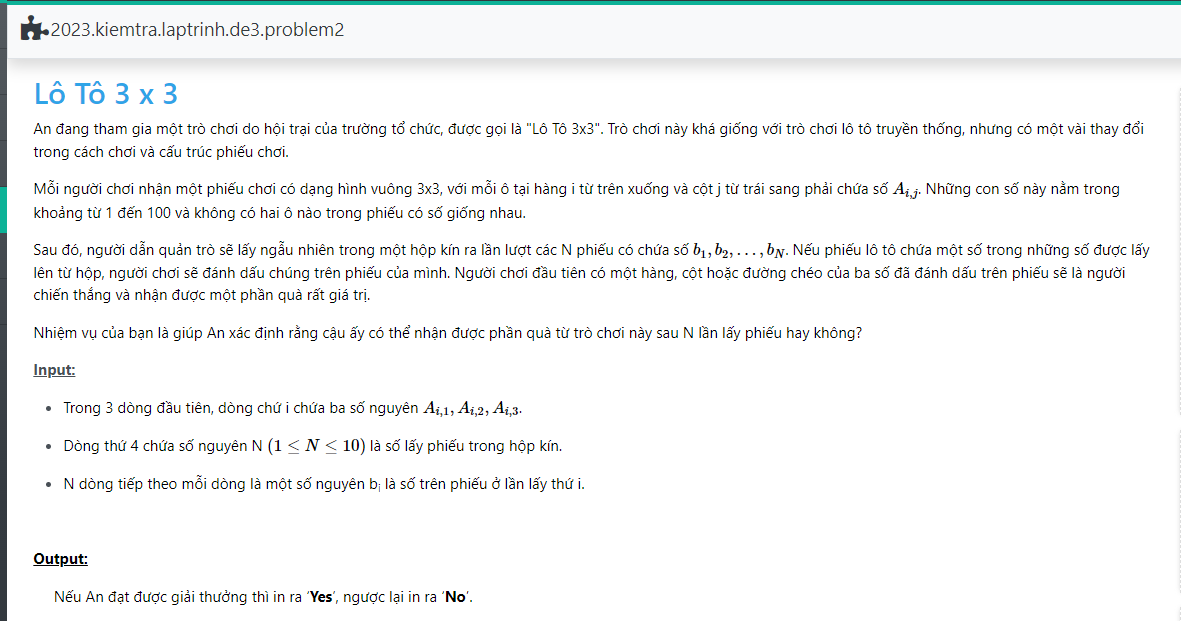 2023.kiemtra.laptrinh.de3.problem2
Lô Tô 3 x 3
An đang tham gia một trò chơi do hội trại của trường tổ chức, được gọi là "Lô Tô 3x3". Trò chơi này khá giống với trò chơi lô tô truyền thống, nhưng có một vài thay đổi
trong cách chơi và cấu trúc phiếu chơi.
Mỗi người chơi nhận một phiếu chơi có dạng hình vuông 3x3, với mỗi ô tại hàng i từ trên xuống và cột j từ trái sang phải chứa số A_{i,j}. Những con số này nằm trong
khoảng từ 1 đến 100 và không có hai ô nào trong phiếu có số giống nhau.
Sau đó, người dẫn quản trò sẽ lấy ngẫu nhiên trong một hộp kín ra lần lượt các N phiếu có chứa số b_1, b_2, . . . , b_N. Nếu phiếu lô tô chứa một số trong những số được lấy
lên từ hộp, người chơi sẽ đánh dấu chúng trên phiếu của mình. Người chơi đầu tiên có một hàng, cột hoặc đường chéo của ba số đã đánh dấu trên phiếu sẽ là người
chiến thắng và nhận được một phần quà rất giá trị.
Nhiệm vụ của bạn là giúp An xác định rằng cậu ấy có thể nhận được phần quà từ trò chơi này sau N lần lấy phiếu hay không?
Input:
• Trong 3 dòng đầu tiên, dòng chứ i chứa ba số nguyên A_{i,1}, A_{i,2}, A_{i,3}.
• Dòng thứ 4 chứa số nguyên N (1 ≤ N ≤ 10) là số lấy phiếu trong hộp kín.
• N dòng tiếp theo mỗi dòng là một số nguyên b_i là số trên phiếu ở lần lấy thứ i.
Output:
Nếu An đạt được giải thưởng thì in ra 'Yes', ngược lại in ra 'No'.